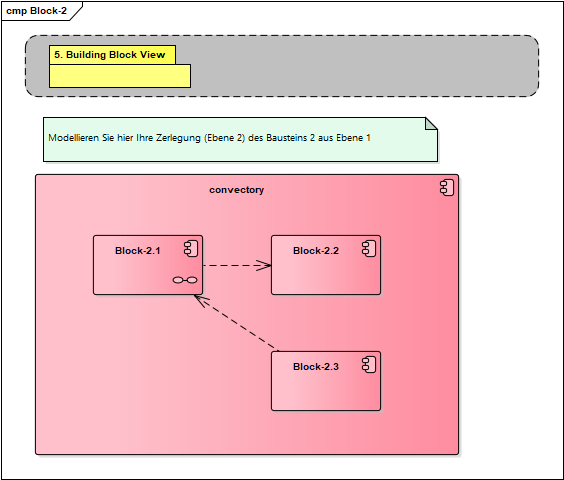 cmp Block-2
5. Building Block View
Modellieren Sie hier Ihre Zerlegung (Ebene 2) des Bausteins 2 aus Ebene 1
convectory
Block-2.1
Block-2.2
Block-2.3